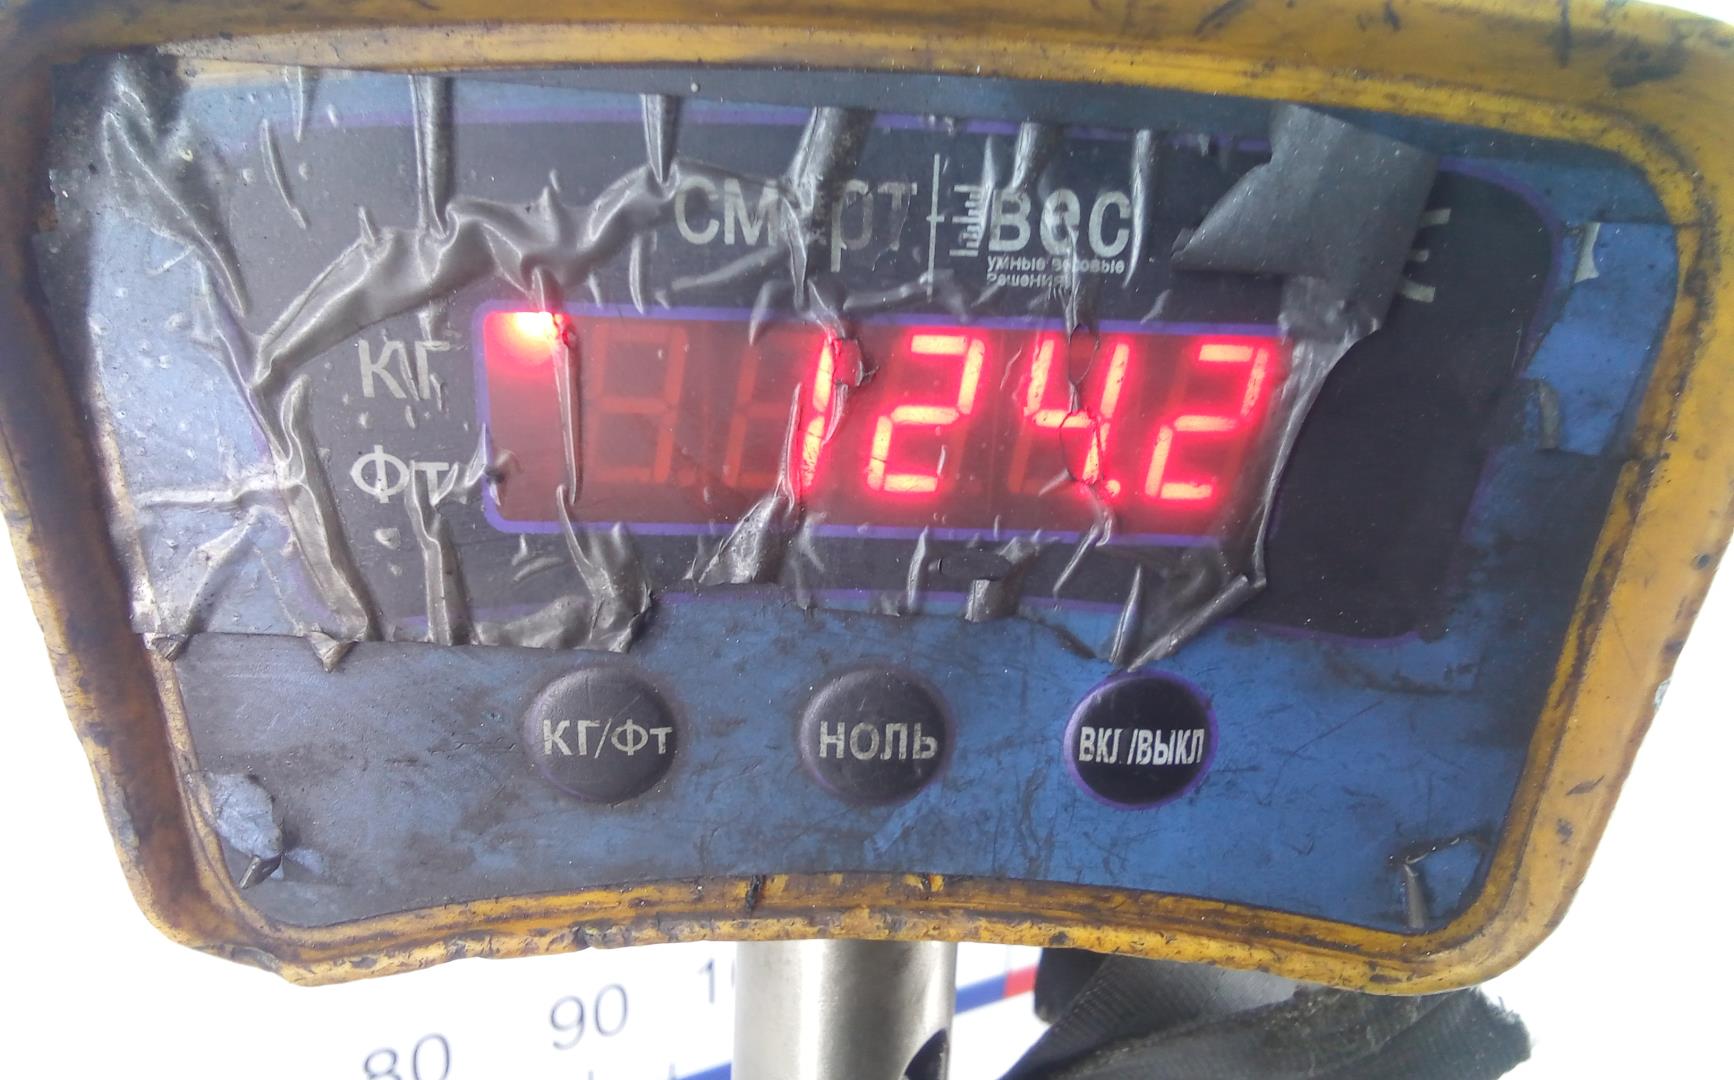 смарт вес
умные весовые
решения
КГ
Фт
124.2
КГ/Фт
НОЛЬ
ВКЛ/ВЫКЛ
80
90